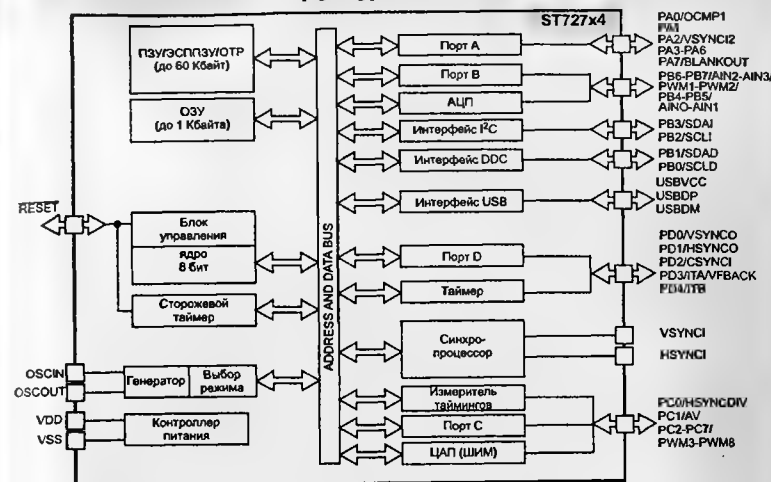 ST727x4
ПЗУ/ЭСППЗУ/ОТР
(до 60 Кбайт)
ОЗУ
(до 1 Кбайта)
RESET
Блок
управления
ядро
8 бит
Сторожевой
таймер
OSCIN
OSCOUT
Генератор
Выбор
режима
VDD
VSS
Контроллер
питания
ADDRESS AND DATA BUS
Порт A
Порт B
АЦП
Интерфейс I²C
Интерфейс DDC
Интерфейс USB
Порт D
Таймер
Синхро-
процессор
Измеритель
таймингов
Порт C
ЦАП (ШИМ)
PA0/OCMP1
PA1
PA2/VSYNCI2
PA3-PA6
PA7/BLANKOUT
PB6-PB7/AIN2-AIN3/
PWM1-PWM2/
PB4-PB5/
AIN0-AIN1
PB3/SDAI
PB2/SCLI
PB1/SDAD
PB0/SCLD
USBVCC
USBDP
USBDM
PD0/VSYNCO
PD1/HSYNCO
PD2/CSYNCI
PD3/ITA/VFBACK
PD4/ITB
VSYNCI
HSYNCI
PC0/HSYNCDIV
PC1/AV
PC2-PC7/
PWM3-PWM8